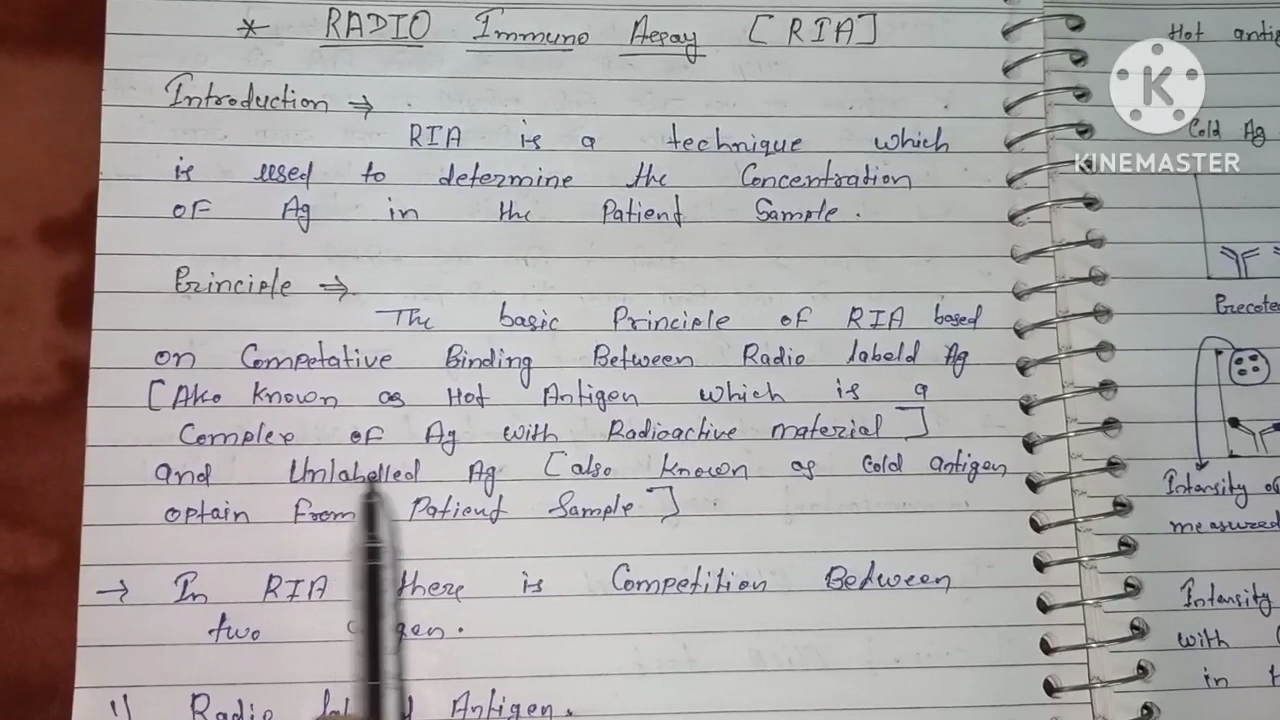 * RADIO Immuno Assay [RIA]
Introduction →
RIA is a technique which
is used to determine the Concentration
of Ag in the Patient Sample.
Principle →
The basic Principle of RIA based
on Competative Binding Between Radio labeld Ag
[Also known as Hot Antigen which is a
Complex of Ag with Radioactive material]
and Unlabelled Ag [also known as cold antigen
optain from Patient Sample]
→ In RIA there is Competition Between
two
1) Radio Antigen.
Hot
Cold Ag
KINEMASTER
K
Intensity
measured
Intensity
with
in